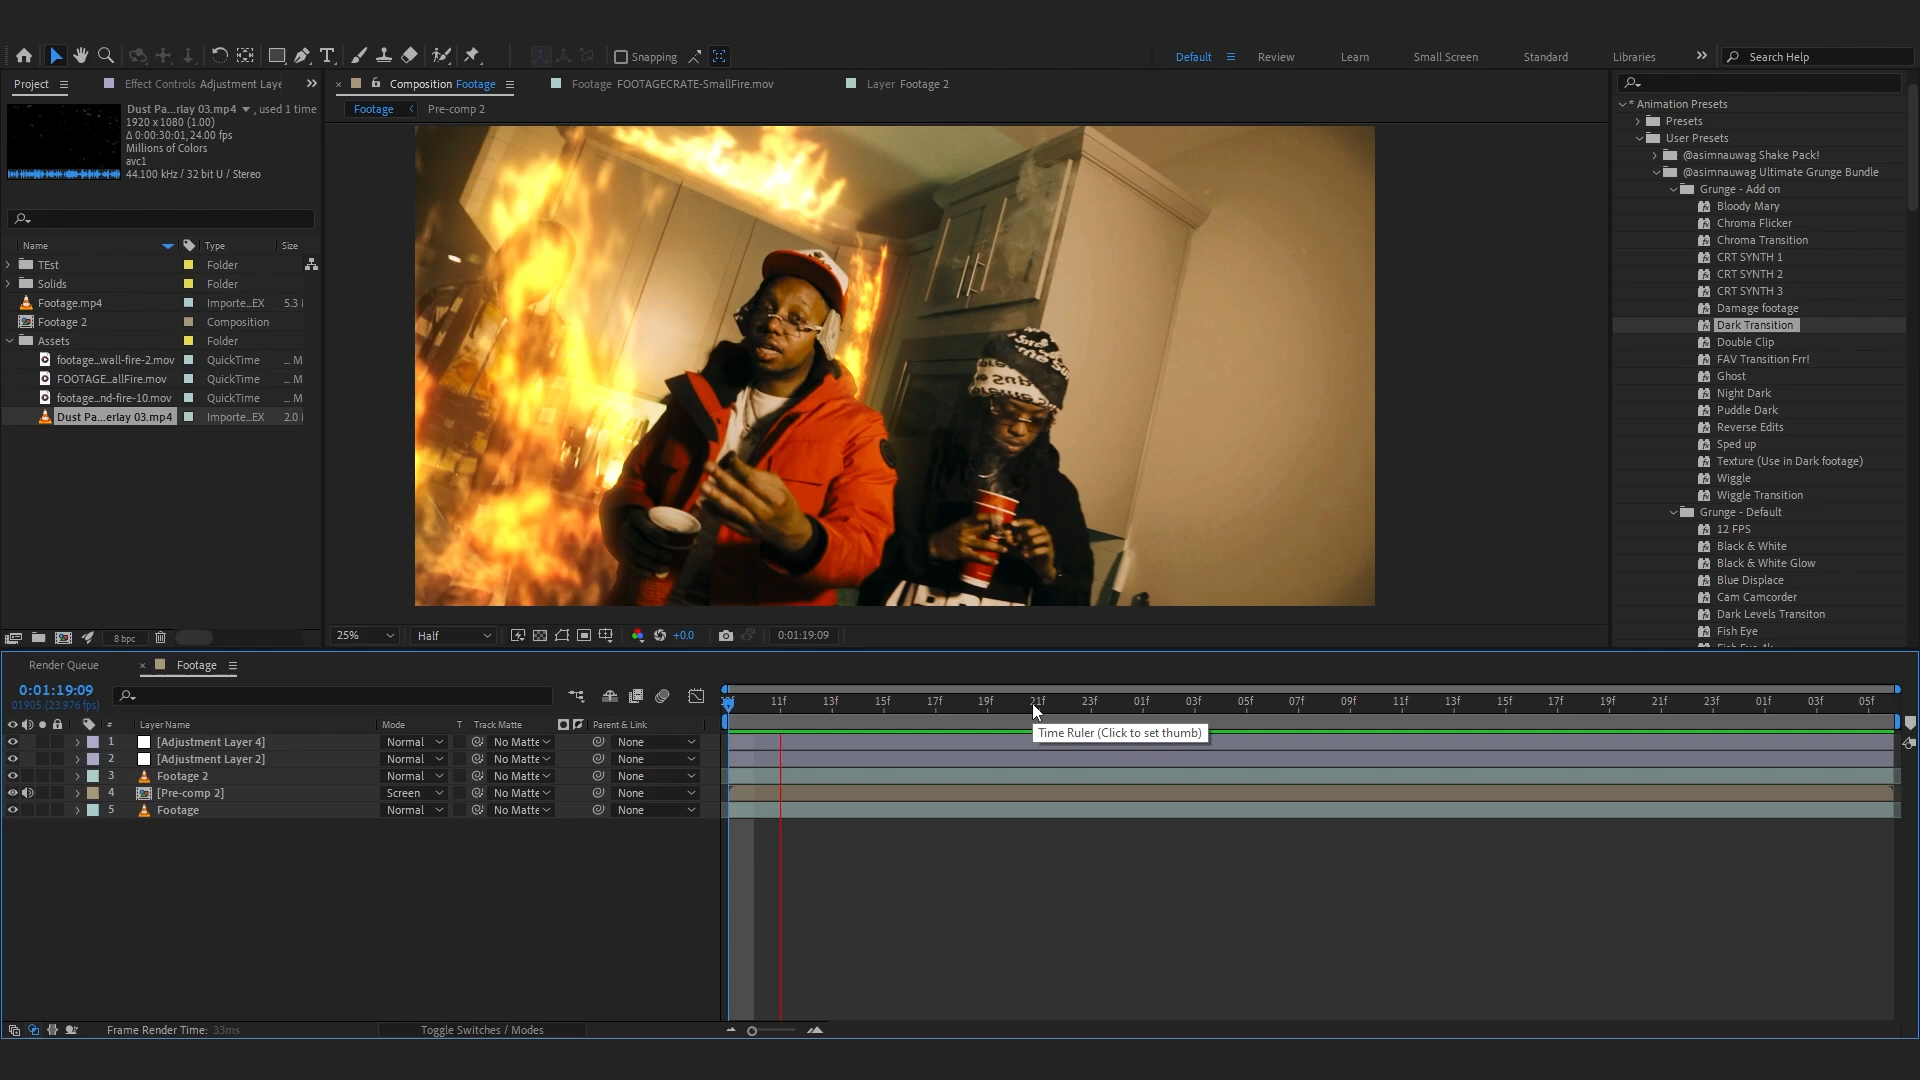 Snapping
Default
Review
Learn
Small Screen
Standard
Libraries
Search Help
Project
Effect Controls Adjustment Laye
Composition Footage
Footage FOOTAGECRATE-SmallFire.mov
Layer Footage 2
Footage
Pre-comp 2
Dust Pa...rlay 03.mp4 , used 1 time
1920 x 1080 (1.00)
Δ 0:00:30:01, 24.00 fps
Millions of Colors
avc1
44.100 kHz / 32 bit U / Stereo
Name Type Size
TEst Folder
Solids Folder
Footage.mp4 Importe...EX 5.3
Footage 2 Composition
Assets Folder
footage...wall-fire-2.mov QuickTime ... M
FOOTAGE...allFire.mov QuickTime ... M
footage...nd-fire-10.mov QuickTime ... M
Dust Pa...erlay 03.mp4 Importe...EX 2.0
8 bpc
25%
Half
+0.0
0:01:19:09
* Animation Presets
Presets
User Presets
@asimnauwag Shake Pack!
@asimnauwag Ultimate Grunge Bundle
Grunge - Add on
Bloody Mary
Chroma Flicker
Chroma Transition
CRT SYNTH 1
CRT SYNTH 2
CRT SYNTH 3
Damage footage
Dark Transition
Double Clip
FAV Transition Frr!
Ghost
Night Dark
Puddle Dark
Reverse Edits
Sped up
Texture (Use in Dark footage)
Wiggle
Wiggle Transition
Grunge - Default
12 FPS
Black & White
Black & White Glow
Blue Displace
Cam Camcorder
Dark Levels Transiton
Fish Eye
Render Queue
Footage
0:01:19:09
01905 (23.976 fps)
11f 13f 15f 17f 19f 21f 23f 01f 03f 05f 07f 09f 11f 13f 15f 17f 19f 21f 23f 01f 03f 05f
Time Ruler (Click to set thumb)
# Layer Name Mode T Track Matte Parent & Link
1 [Adjustment Layer 4] Normal No Matte None
2 [Adjustment Layer 2] Normal No Matte None
3 Footage 2 Normal No Matte None
4 [Pre-comp 2] Screen No Matte None
5 Footage Normal No Matte None
Frame Render Time: 33ms
Toggle Switches / Modes